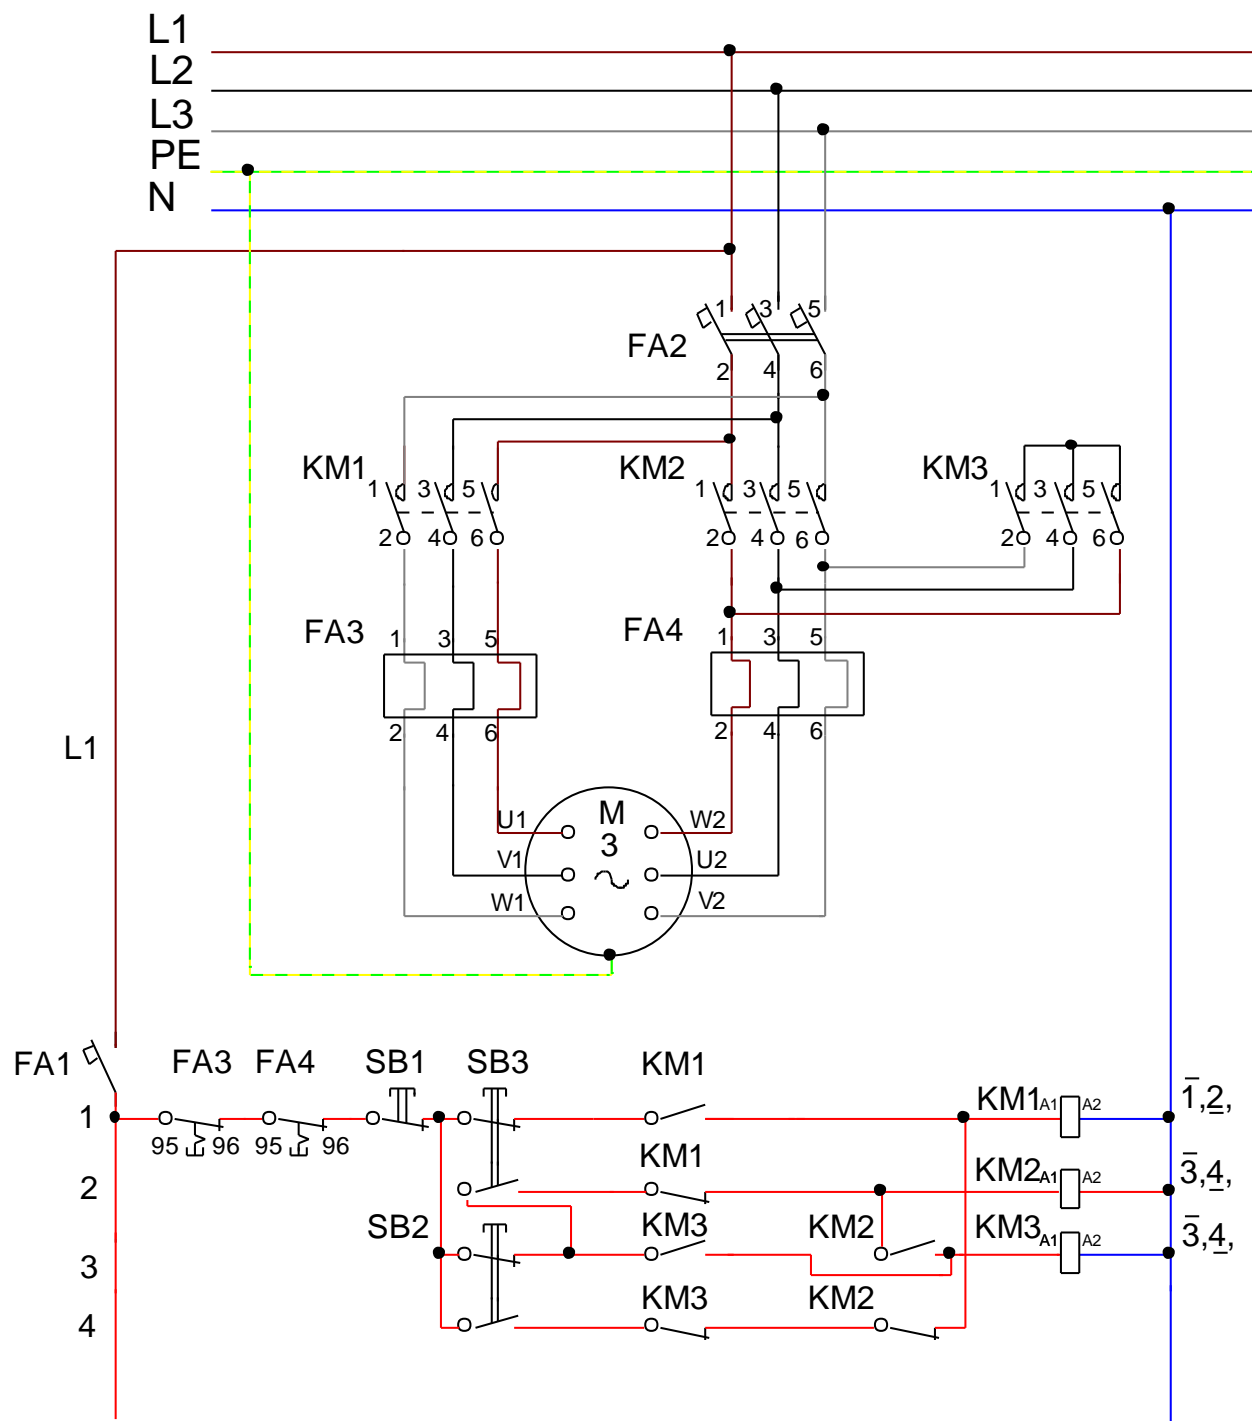 L1
L2
L3
PE
N
1 3 5
FA2
2 4 6
KM1 1 3 5
KM2 1 3 5
KM3 1 3 5
2 4 6
2 4 6
2 4 6
FA3 1 3 5
FA4 1 3 5
2 4 6
2 4 6
L1
M
3
U1 W2
V1 U2
W1 V2
FA1 FA3 FA4 SB1 SB3 KM1
1 95 96 95 96 KM1 A1 A2 1̅,2̲,
2 KM1 KM2 A1 A2 3̅,4̲,
SB2 KM3 KM2 KM3 A1 A2 3̅,4̲,
3
4 KM3 KM2